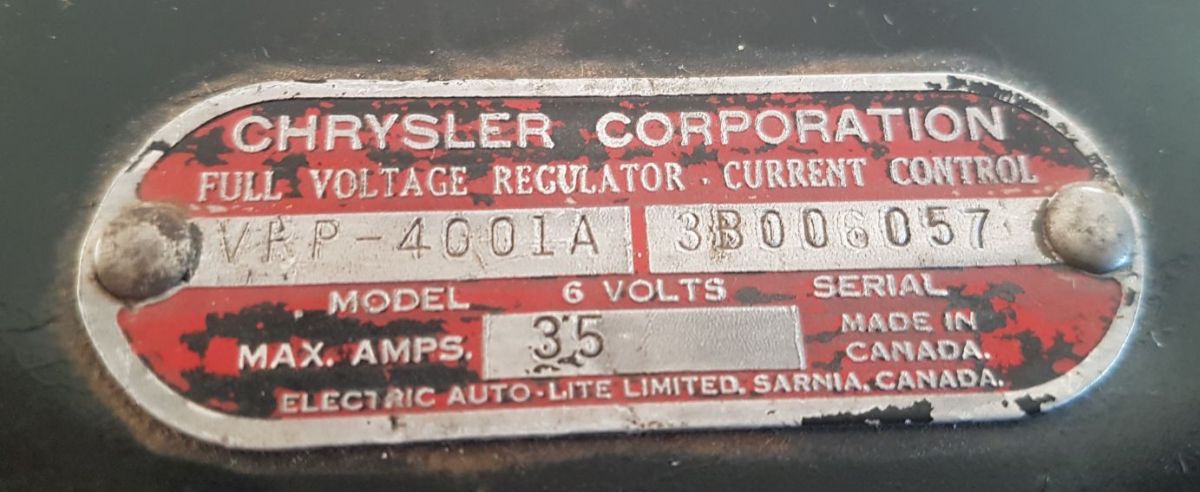 CHRYSLER CORPORATION
FULL VOLTAGE REGULATOR · CURRENT CONTROL
VRP-4001A 3B006057
MODEL 6 VOLTS SERIAL
MAX. AMPS. 35 MADE IN
CANADA.
ELECTRIC AUTO-LITE LIMITED, SARNIA, CANADA.